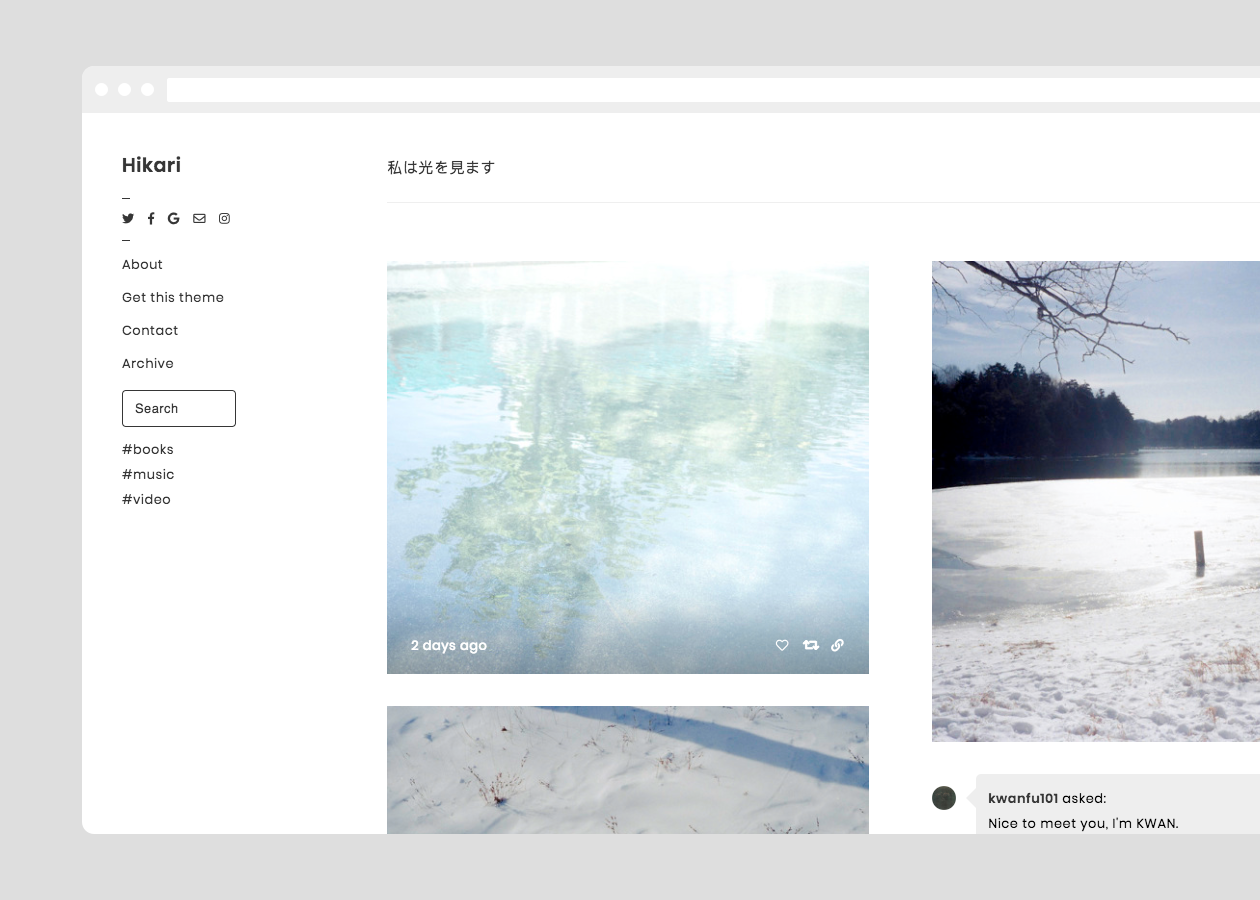 Hikari
About
Get this theme
Contact
Archive
Search
#books
#music
#video
私は光を見ます
2 days ago
kwanfu101 asked:
Nice to meet you, I'm KWAN.